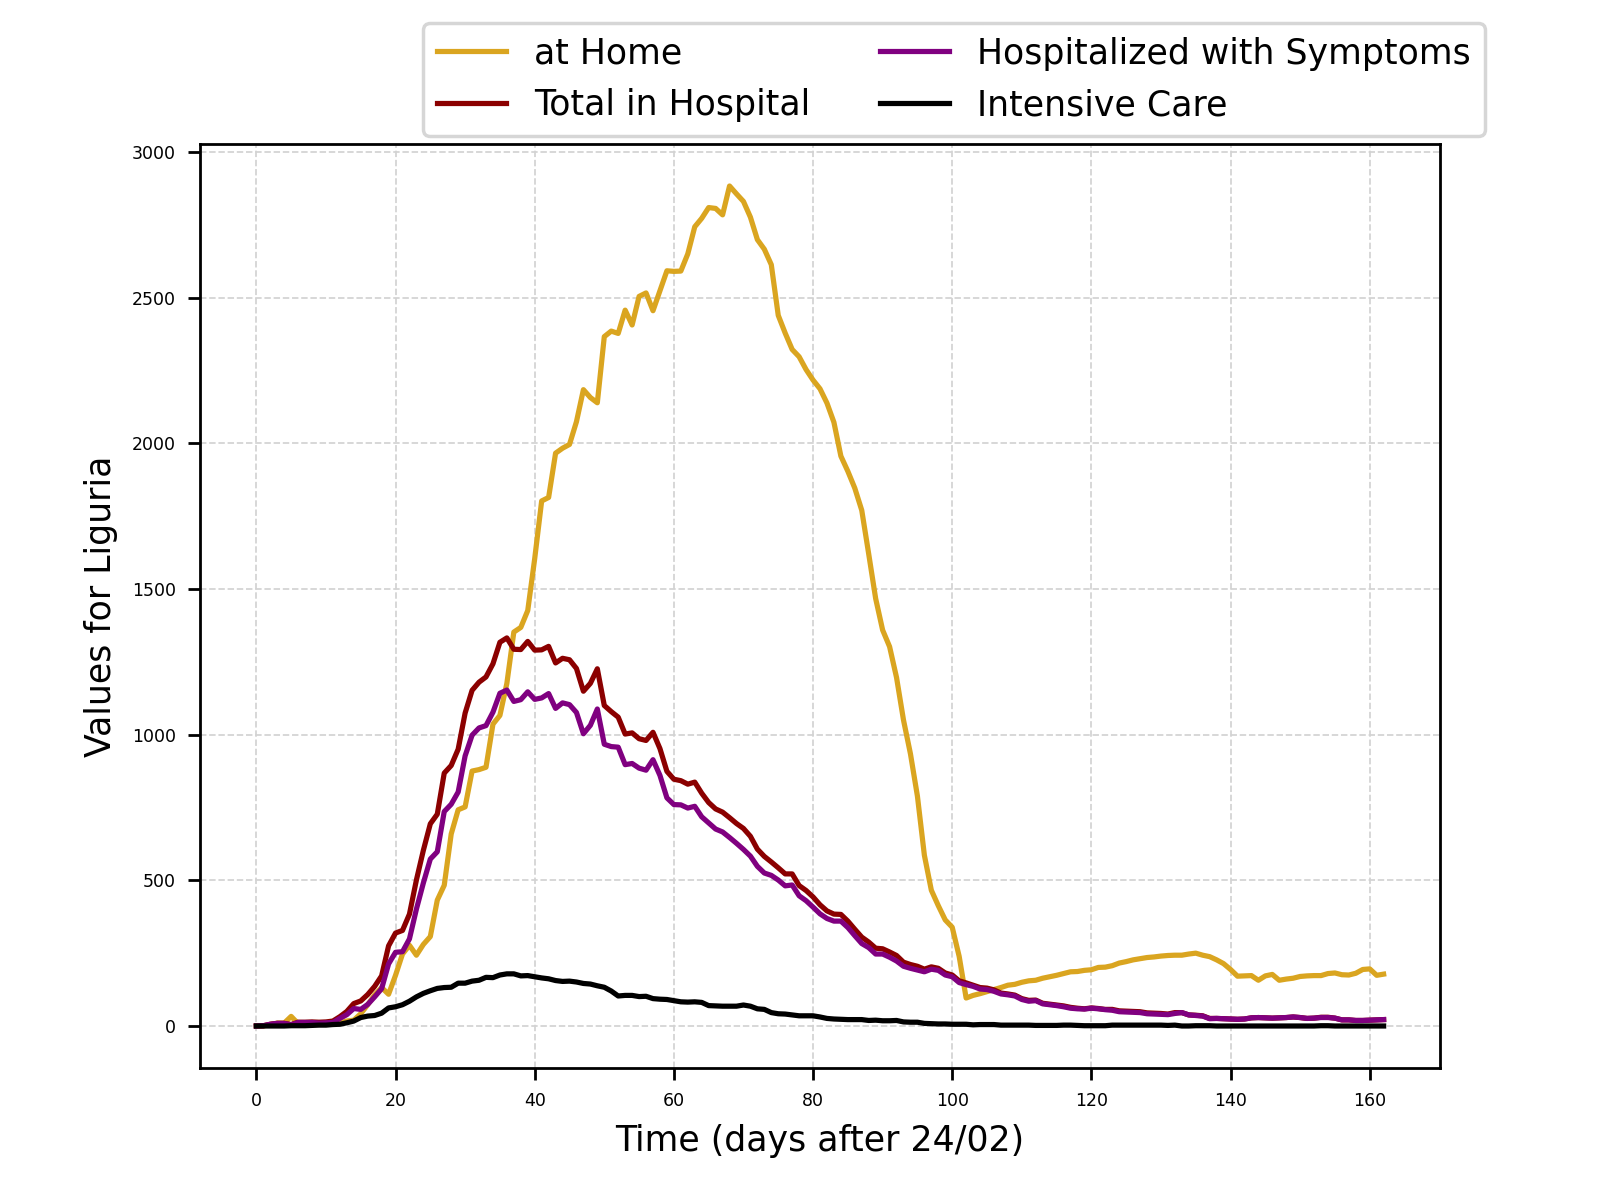 at Home
Total in Hospital
Hospitalized with Symptoms
Intensive Care
3000
2500
2000
1500
1000
500
0
Values for Liguria
0 20 40 60 80 100 120 140 160
Time (days after 24/02)